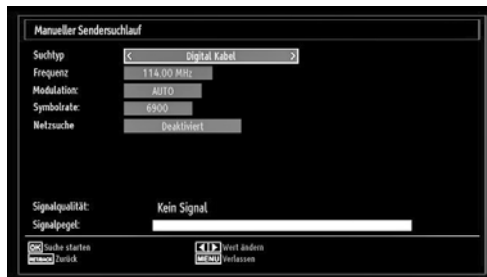 Manueller Sendersuchlauf
Suchtyp < Digital Kabel >
Frequenz 114.00 MHz
Modulation: AUTO
Symbolrate: 6900
Netzsuche Deaktiviert
Signalqualität: Kein Signal
Signalpegel:
OK Suche starten Wert ändern
Zurück MENU Verlassen